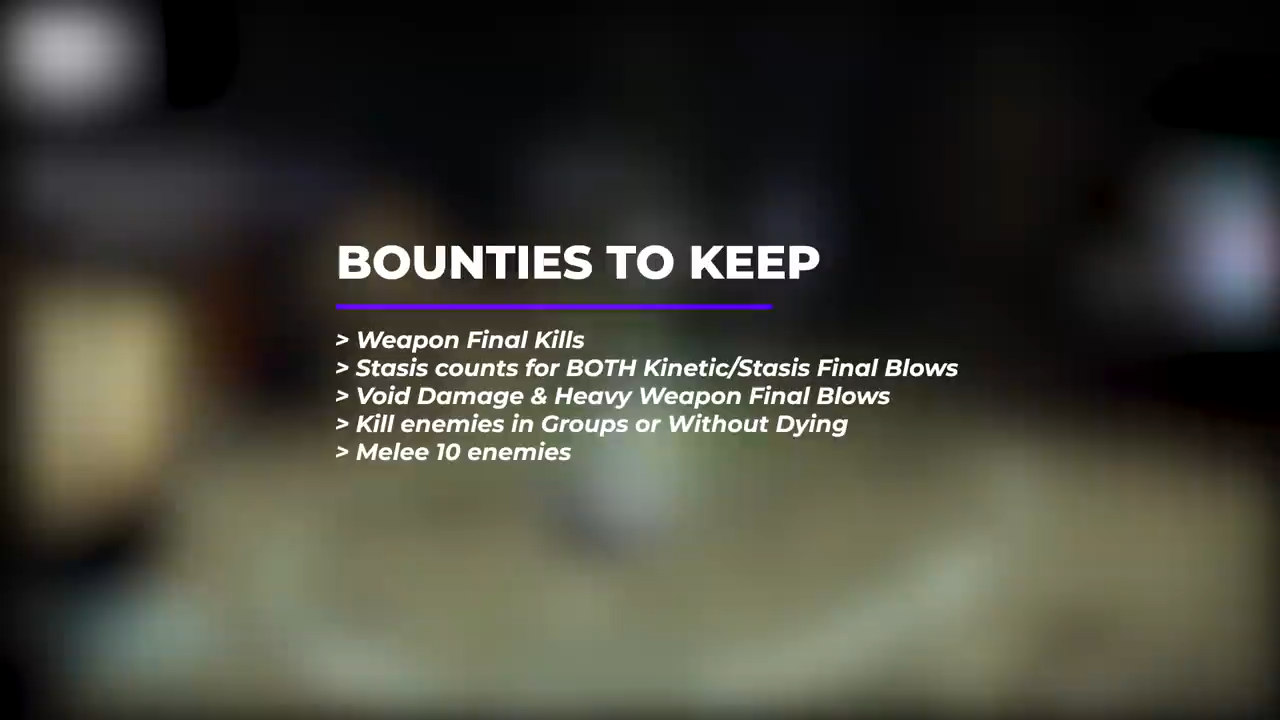 BOUNTIES TO KEEP
> Weapon Final Kills
> Stasis counts for BOTH Kinetic/Stasis Final Blows
> Void Damage & Heavy Weapon Final Blows
> Kill enemies in Groups or Without Dying
> Melee 10 enemies